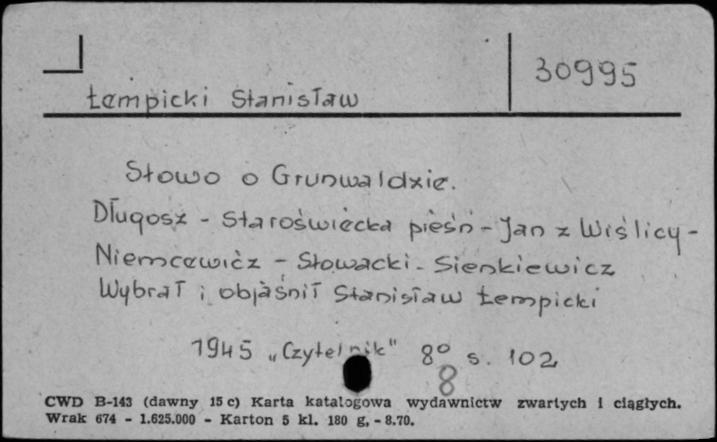 30995
Łempicki Stanisław
Słowo o Grunwaldzie.
Długosz - Staroświecka pieśń - Jan z Wiślicy -
Niemcewicz - Słowacki - Sienkiewicz
Wybrał i objaśnił Stanisław Łempicki
1945 „Czytelnik" 8° s. 102
8
CWD B-143 (dawny 15 c) Karta katalogowa wydawnictw zwartych i ciągłych.
Wrak 674 - 1.625.000 - Karton 5 kl. 180 g, - 8.70.